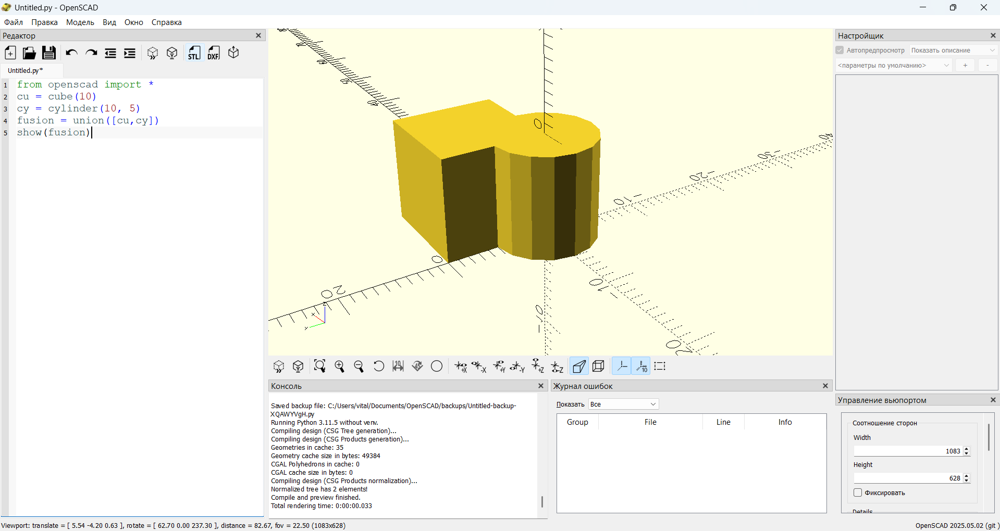 Untitled.py - OpenSCAD
Файл Правка Модель Вид Окно Справка
Редактор
STL DXF
Untitled.py*
1 from openscad import *
2 cu = cube(10)
3 cy = cylinder(10, 5)
4 fusion = union([cu,cy])
5 show(fusion)
Консоль
Saved backup file: C:/Users/vital/Documents/OpenSCAD/backups/Untitled-backup-
XQAWYVgH.py
Running Python 3.11.5 without venv.
Compiling design (CSG Tree generation)...
Compiling design (CSG Products generation)...
Geometries in cache: 35
Geometry cache size in bytes: 49384
CGAL Polyhedrons in cache: 0
CGAL cache size in bytes: 0
Compiling design (CSG Products normalization)...
Normalized tree has 2 elements!
Compile and preview finished.
Total rendering time: 0:00:00.033
Журнал ошибок
Показать Все
Group File Line Info
Настройщик
Автопредпросмотр Показать описание
<параметры по умолчанию> + -
Управление вьюпортом
Соотношение сторон
Width
1083
Height
628
Фиксировать
Details
Viewport: translate = [ 5.54 -4.20 0.63 ], rotate = [ 62.70 0.00 237.30 ], distance = 82.67, fov = 22.50 (1083x628)
OpenSCAD 2025.05.02 (git )